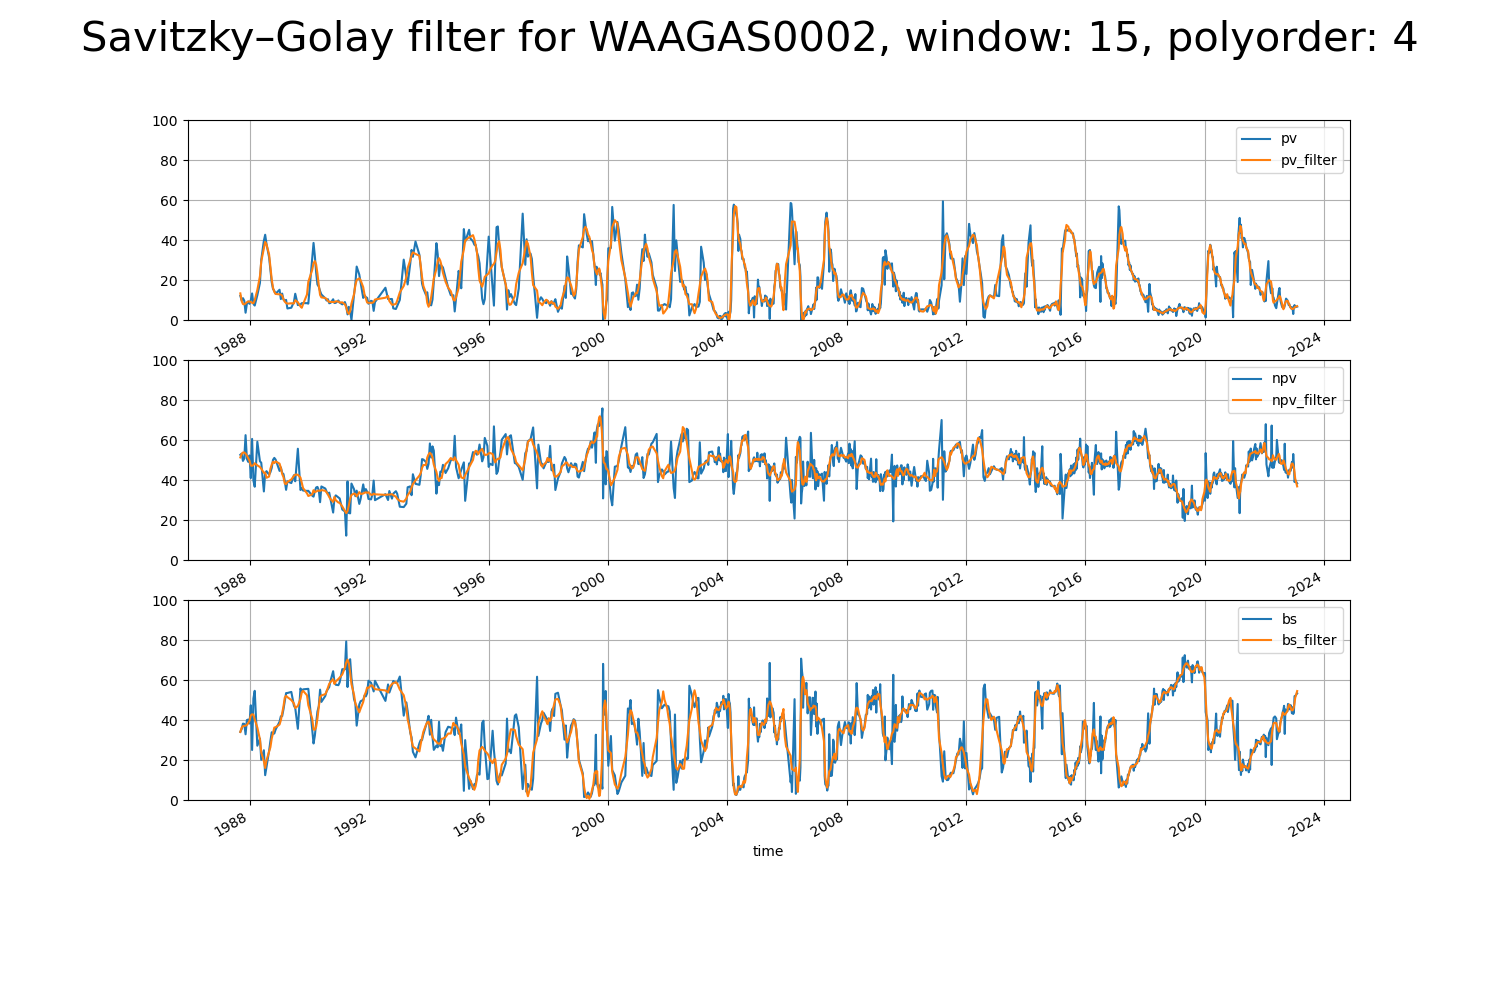 Savitzky–Golay filter for WAAGAS0002, window: 15, polyorder: 4
100
80
60
40
20
0
pv
pv_filter
1988 1992 1996 2000 2004 2008 2012 2016 2020 2024
100
80
60
40
20
0
npv
npv_filter
1988 1992 1996 2000 2004 2008 2012 2016 2020 2024
100
80
60
40
20
0
bs
bs_filter
1988 1992 1996 2000 2004 2008 2012 2016 2020 2024
time